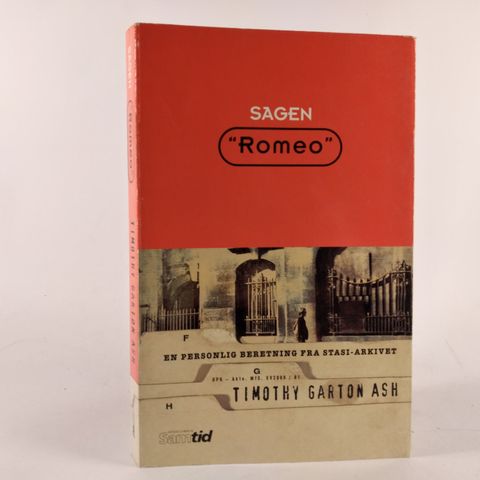 SAGEN
"Romeo"
F
EN PERSONLIG BERETNING FRA STASI-ARKIVET
G
TIMOTHY GARTON ASH
H
samtid
SAGEN
"Romeo"
TIMOTHY GARTON ASH